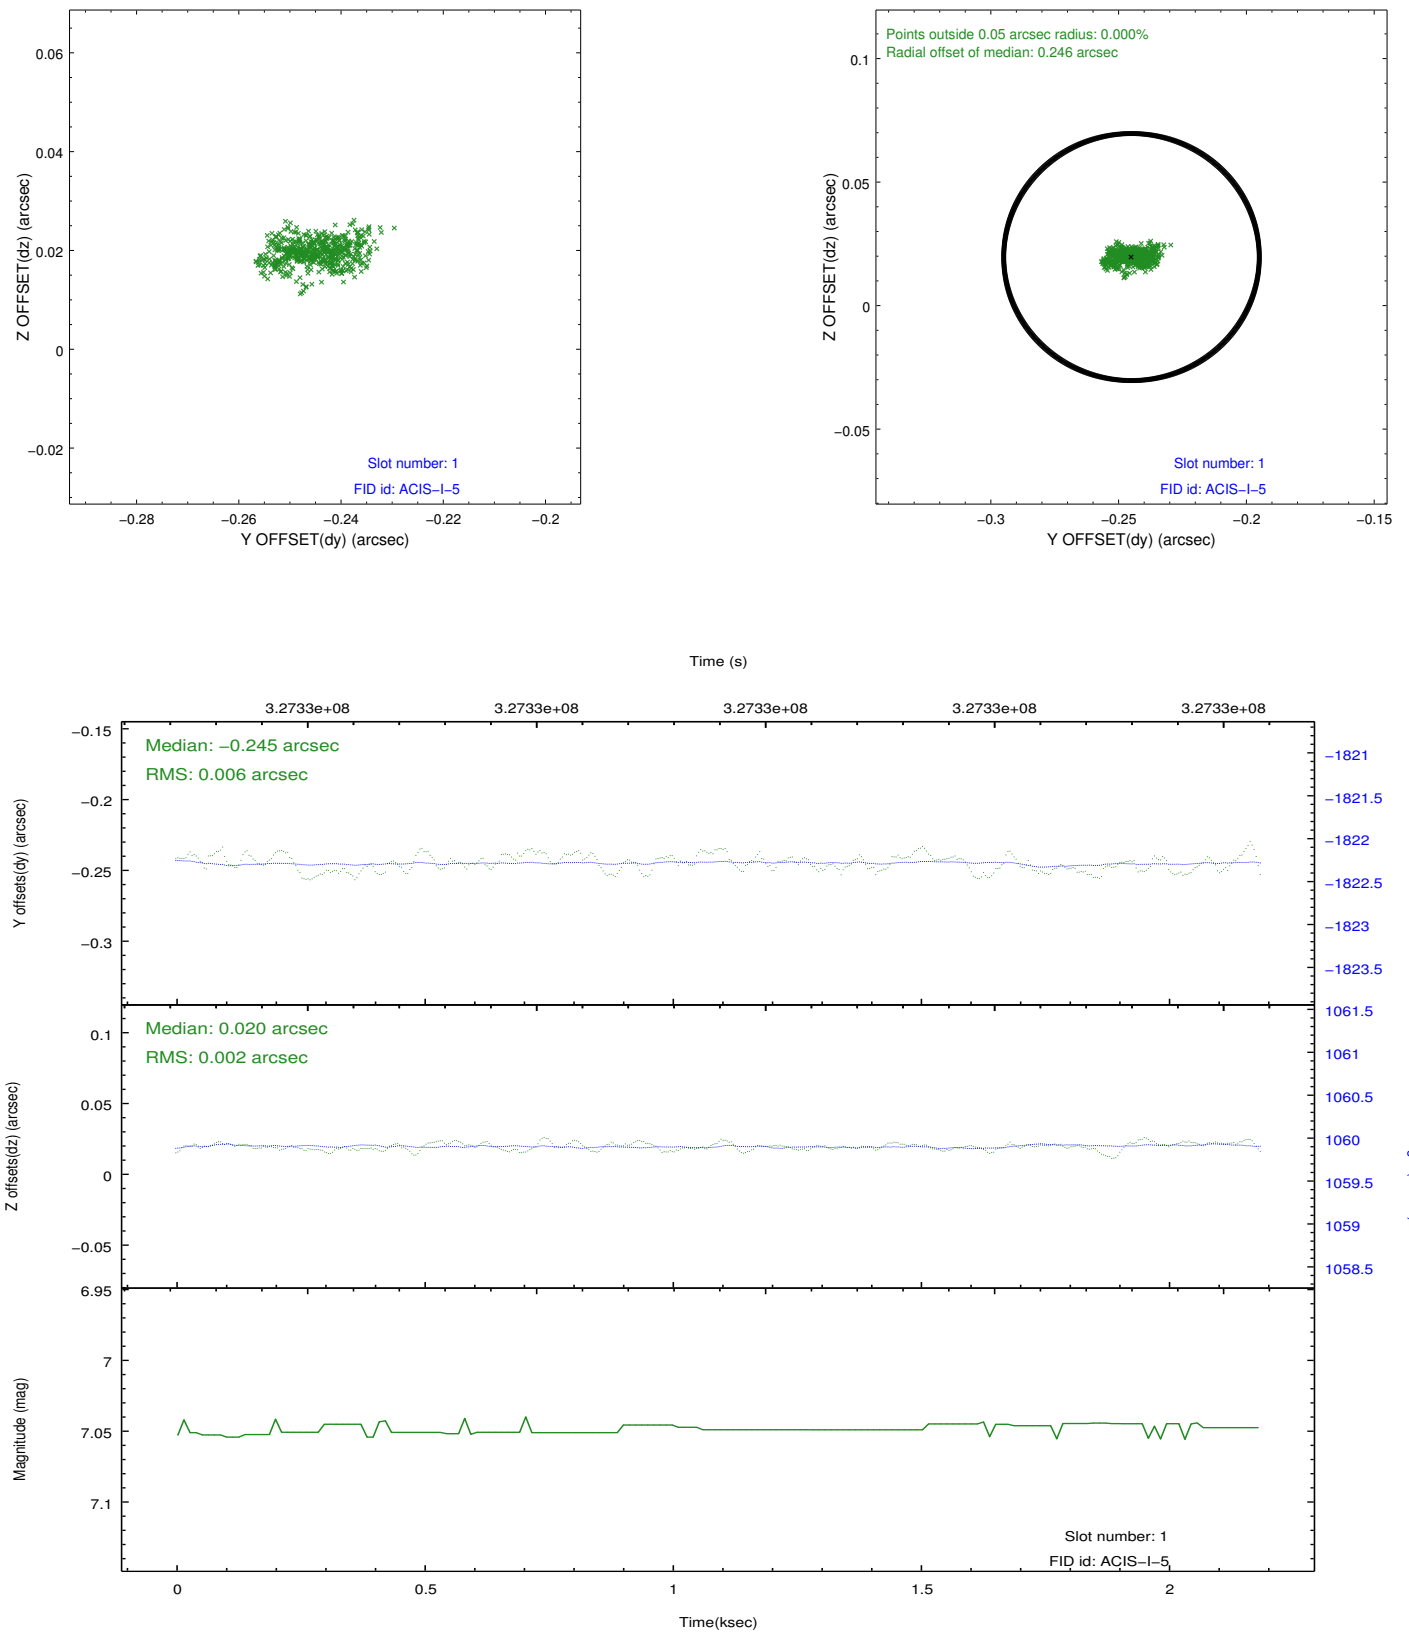 0.06
0.04
0.02
0
−0.02
Z OFFSET(dz) (arcsec)
Slot number: 1
FID id: ACIS−I−5
−0.28
−0.26
−0.24
−0.22
−0.2
Y OFFSET(dy) (arcsec)
Points outside 0.05 arcsec radius: 0.000%
Radial offset of median: 0.246 arcsec
0.1
0.05
0
−0.05
Z OFFSET(dz) (arcsec)
Slot number: 1
FID id: ACIS−I−5
−0.3
−0.25
−0.2
−0.15
Y OFFSET(dy) (arcsec)
Time (s)
3.2733e+08
3.2733e+08
3.2733e+08
3.2733e+08
3.2733e+08
Median: −0.245 arcsec
RMS: 0.006 arcsec
−0.15
−0.2
−0.25
−0.3
Y offsets(dy) (arcsec)
−1821
−1821.5
−1822
−1822.5
−1823
−1823.5
Median: 0.020 arcsec
RMS: 0.002 arcsec
0.1
0.05
0
−0.05
Z offsets(dz) (arcsec)
1061.5
1061
1060.5
1060
1059.5
1059
1058.5
6.95
7
7.05
7.1
Magnitude (mag)
Slot number: 1
FID id: ACIS−I−5
0
0.5
1
1.5
2
Time(ksec)